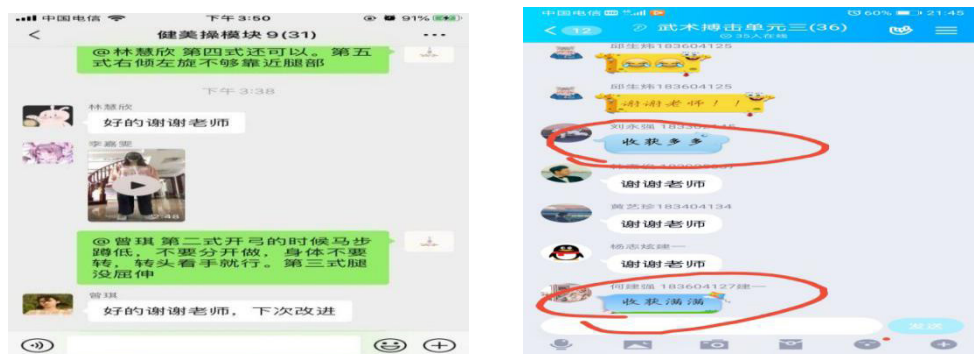 中国电信
下午3:50
91%
健美操模块9(31)
@林慧欣 第四式还可以。第五
式右倾左旋不够靠近腿部
下午3:38
林慧欣
好的谢谢老师
李嘉雯
2:48
@曾琪 第二式开弓的时候马步
蹲低，不要分开做，身体不要
转，转头看手就行。第三式腿
没屈伸
曾琪
好的谢谢老师，下次改进
中国电信
60%
21:45
12
武术搏击单元三(36)
35人在线
邱生炜183604125
邱生炜183604125
谢谢老师！！
收获多多
谢谢老师
黄艺珍183404134
谢谢老师
杨志炫建一
谢谢老师
何建佩 183604127建一
收获满满
发送